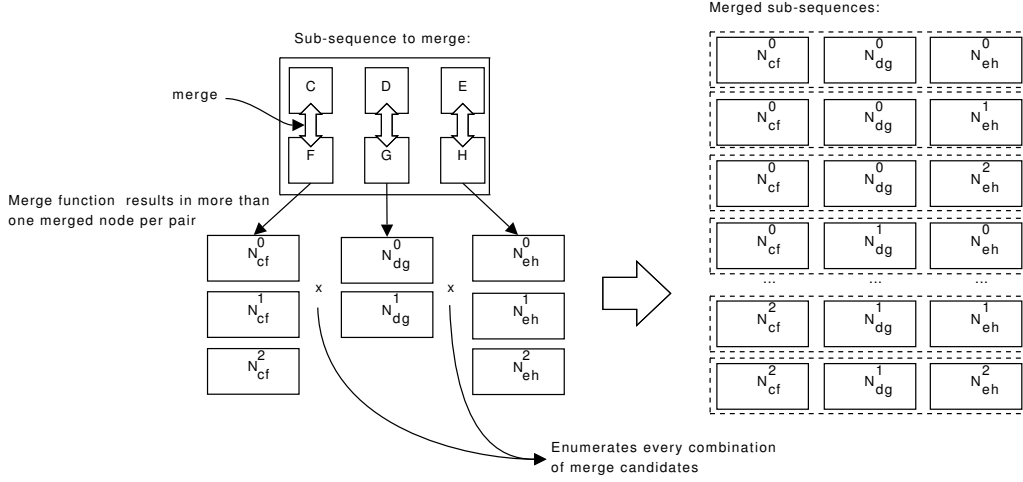 Merged sub-sequences:
Sub-sequence to merge:
merge
C D E
F G H
Merge function results in more than
one merged node per pair
N⁰cf x N⁰dg x N⁰eh
N¹cf N¹dg N¹eh
N²cf N²eh
Enumerates every combination
of merge candidates
N⁰cf N⁰dg N⁰eh
N⁰cf N⁰dg N¹eh
N⁰cf N⁰dg N²eh
N⁰cf N¹dg N⁰eh
... ... ...
N²cf N¹dg N¹eh
N²cf N¹dg N²eh